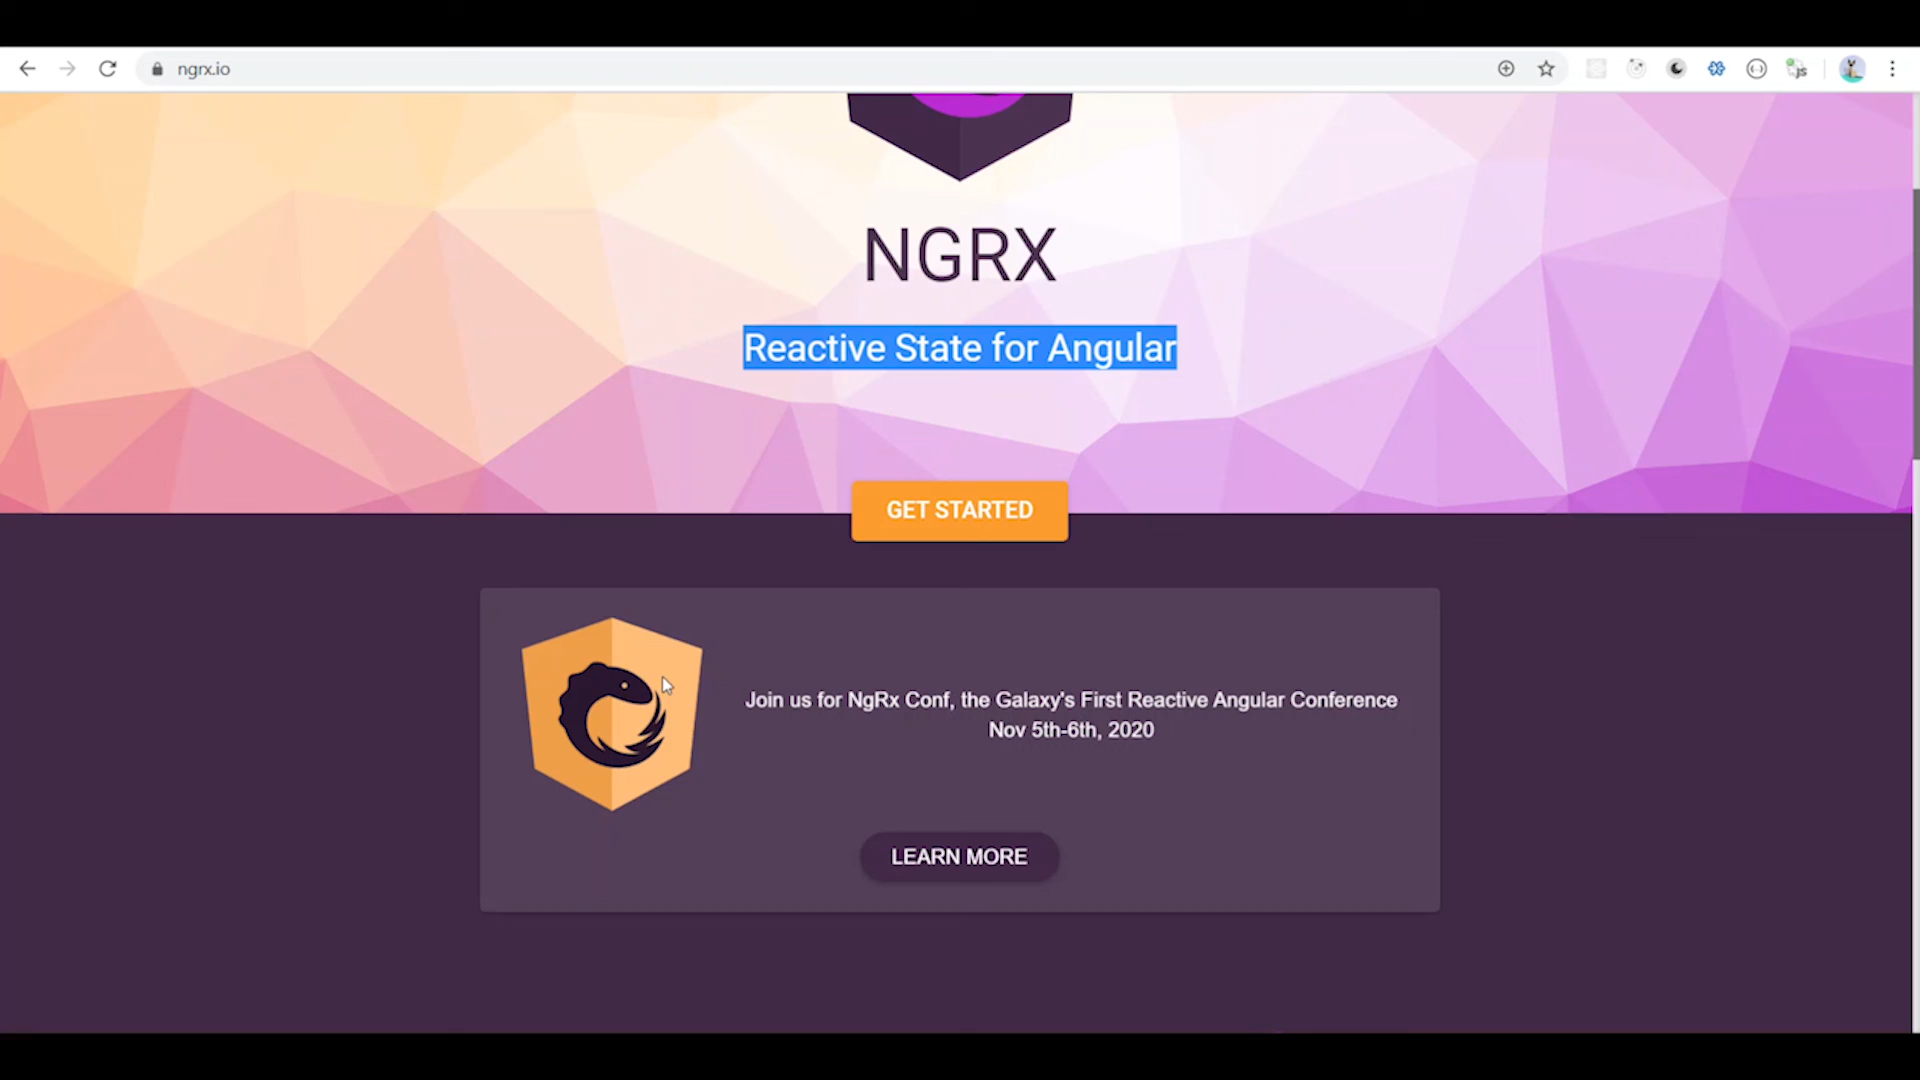 ngrx.io
NGRX
Reactive State for Angular
GET STARTED
Join us for NgRx Conf, the Galaxy's First Reactive Angular Conference
Nov 5th-6th, 2020
LEARN MORE